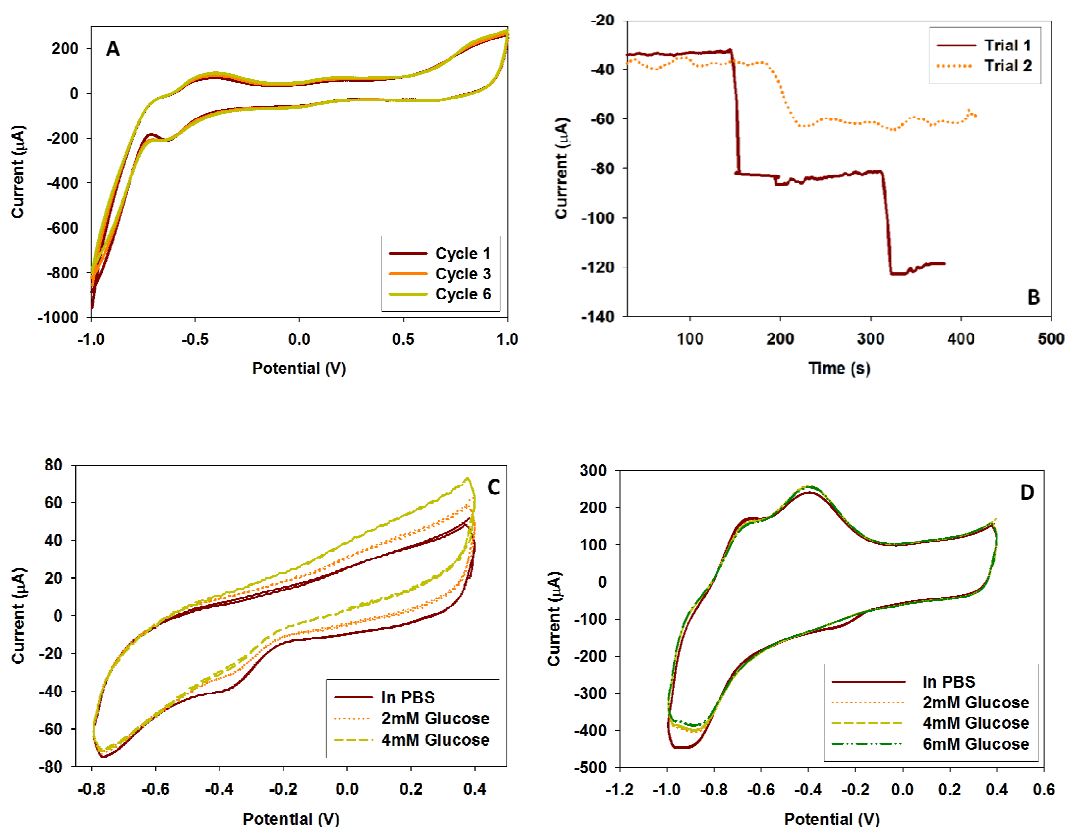 A
200
0
-200
-400
-600
-800
-1000
Current (µA)
Cycle 1
Cycle 3
Cycle 6
-1.0 -0.5 0.0 0.5 1.0
Potential (V)
-20
-40
-60
-80
-100
-120
-140
Currrent (µA)
Trial 1
Trial 2
B
100 200 300 400 500
Time (s)
C
80
60
40
20
0
-20
-40
-60
-80
Current (µA)
In PBS
2mM Glucose
4mM Glucose
-0.8 -0.6 -0.4 -0.2 0.0 0.2 0.4
Potential (V)
D
300
200
100
0
-100
-200
-300
-400
-500
Current (µA)
In PBS
2mM Glucose
4mM Glucose
6mM Glucose
-1.2 -1.0 -0.8 -0.6 -0.4 -0.2 0.0 0.2 0.4 0.6
Potential (V)